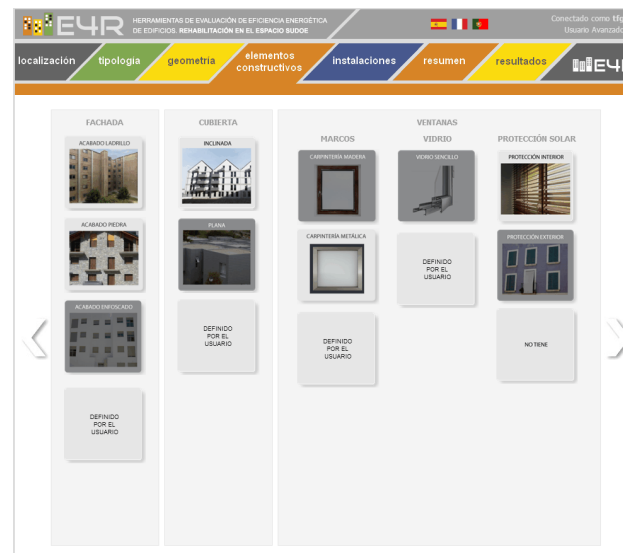 E4R
HERRAMIENTAS DE EVALUACIÓN DE EFICIENCIA ENERGÉTICA
DE EDIFICIOS. REHABILITACIÓN EN EL ESPACIO SUDOE
Conectado como tfg
Usuario Avanzado
localización
tipología
geometría
elementos
constructivos
instalaciones
resumen
resultados
E4R
FACHADA
CUBIERTA
VENTANAS
MARCOS
VIDRIO
PROTECCIÓN SOLAR
ACABADO LADRILLO
INCLINADA
CARPINTERÍA MADERA
VIDRIO SENCILLO
PROTECCIÓN INTERIOR
ACABADO PIEDRA
PLANA
CARPINTERÍA METÁLICA
DEFINIDO
POR EL
USUARIO
PROTECCIÓN EXTERIOR
ACABADO ENFOSCADO
DEFINIDO
POR EL
USUARIO
DEFINIDO
POR EL
USUARIO
NO TIENE
DEFINIDO
POR EL
USUARIO